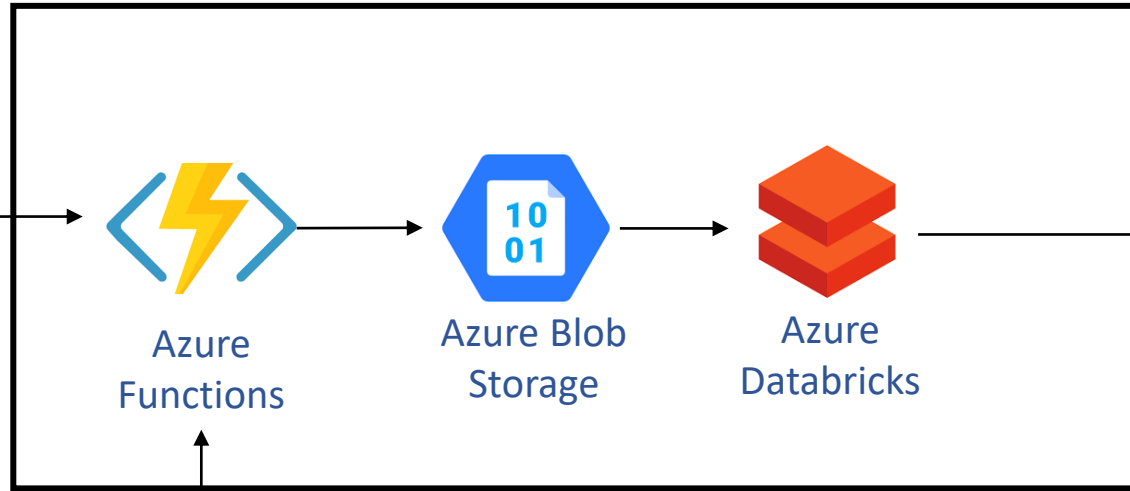 10
01
Azure
Functions
Azure Blob
Storage
Azure
Databricks